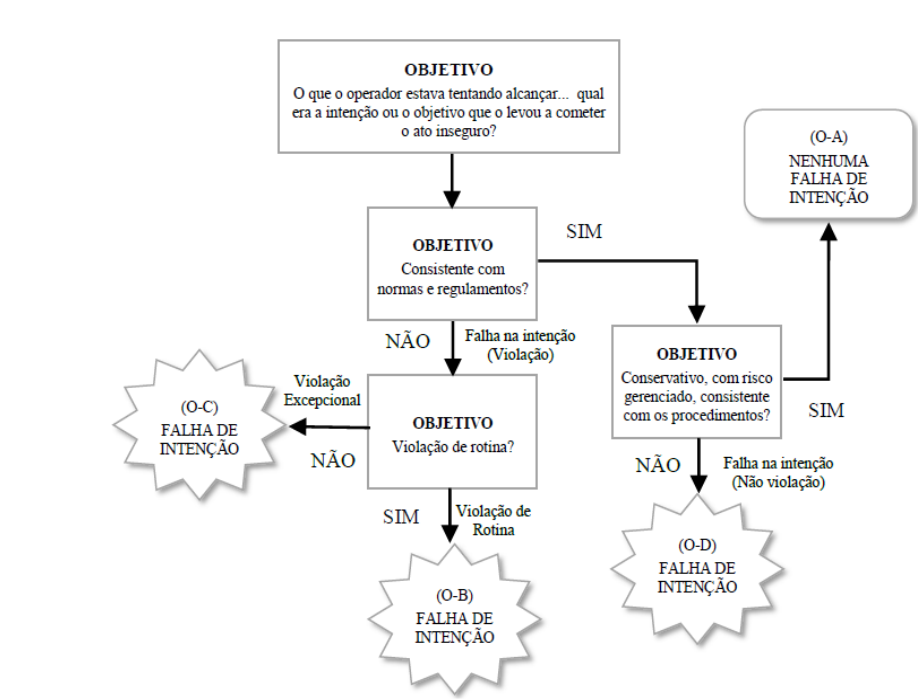 OBJETIVO
O que o operador estava tentando alcançar... qual
era a intenção ou o objetivo que o levou a cometer
o ato inseguro?
(O-A)
NENHUMA
FALHA DE
INTENÇÃO
SIM
OBJETIVO
Consistente com
normas e regulamentos?
NÃO
Falha na intenção
(Violação)
OBJETIVO
Conservativo, com risco
gerenciado, consistente
com os procedimentos?
SIM
Violação
Excepcional
(O-C)
FALHA DE
INTENÇÃO
NÃO
OBJETIVO
Violação de rotina?
NÃO
Falha na intenção
(Não violação)
SIM
Violação de
Rotina
(O-D)
FALHA DE
INTENÇÃO
(O-B)
FALHA DE
INTENÇÃO